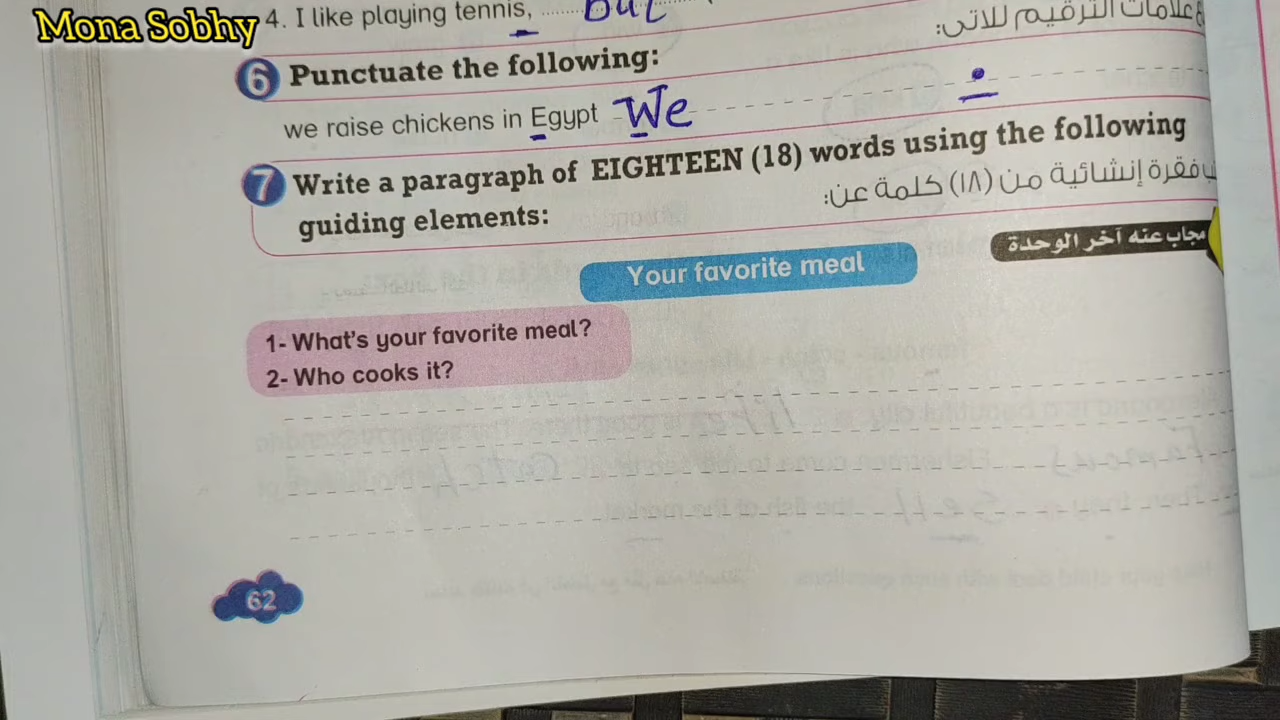 Mona Sobhy
4. I like playing tennis, ........ but
علامات الترقيم للاتى:
6 Punctuate the following:
we raise chickens in Egypt We .
7 Write a paragraph of EIGHTEEN (18) words using the following
guiding elements:
فقرة إنشائية من (١٨) كلمة عن:
مجاب عنه آخر الوحدة
Your favorite meal
1- What's your favorite meal?
2- Who cooks it?
62